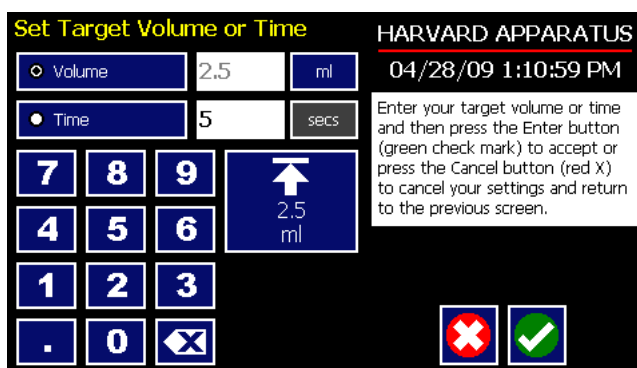 Set Target Volume or Time
Volume 2.5 ml
Time 5 secs
7 8 9
2.5
ml
4 5 6
1 2 3
. 0
HARVARD APPARATUS
04/28/09 1:10:59 PM
Enter your target volume or time
and then press the Enter button
(green check mark) to accept or
press the Cancel button (red X)
to cancel your settings and return
to the previous screen.